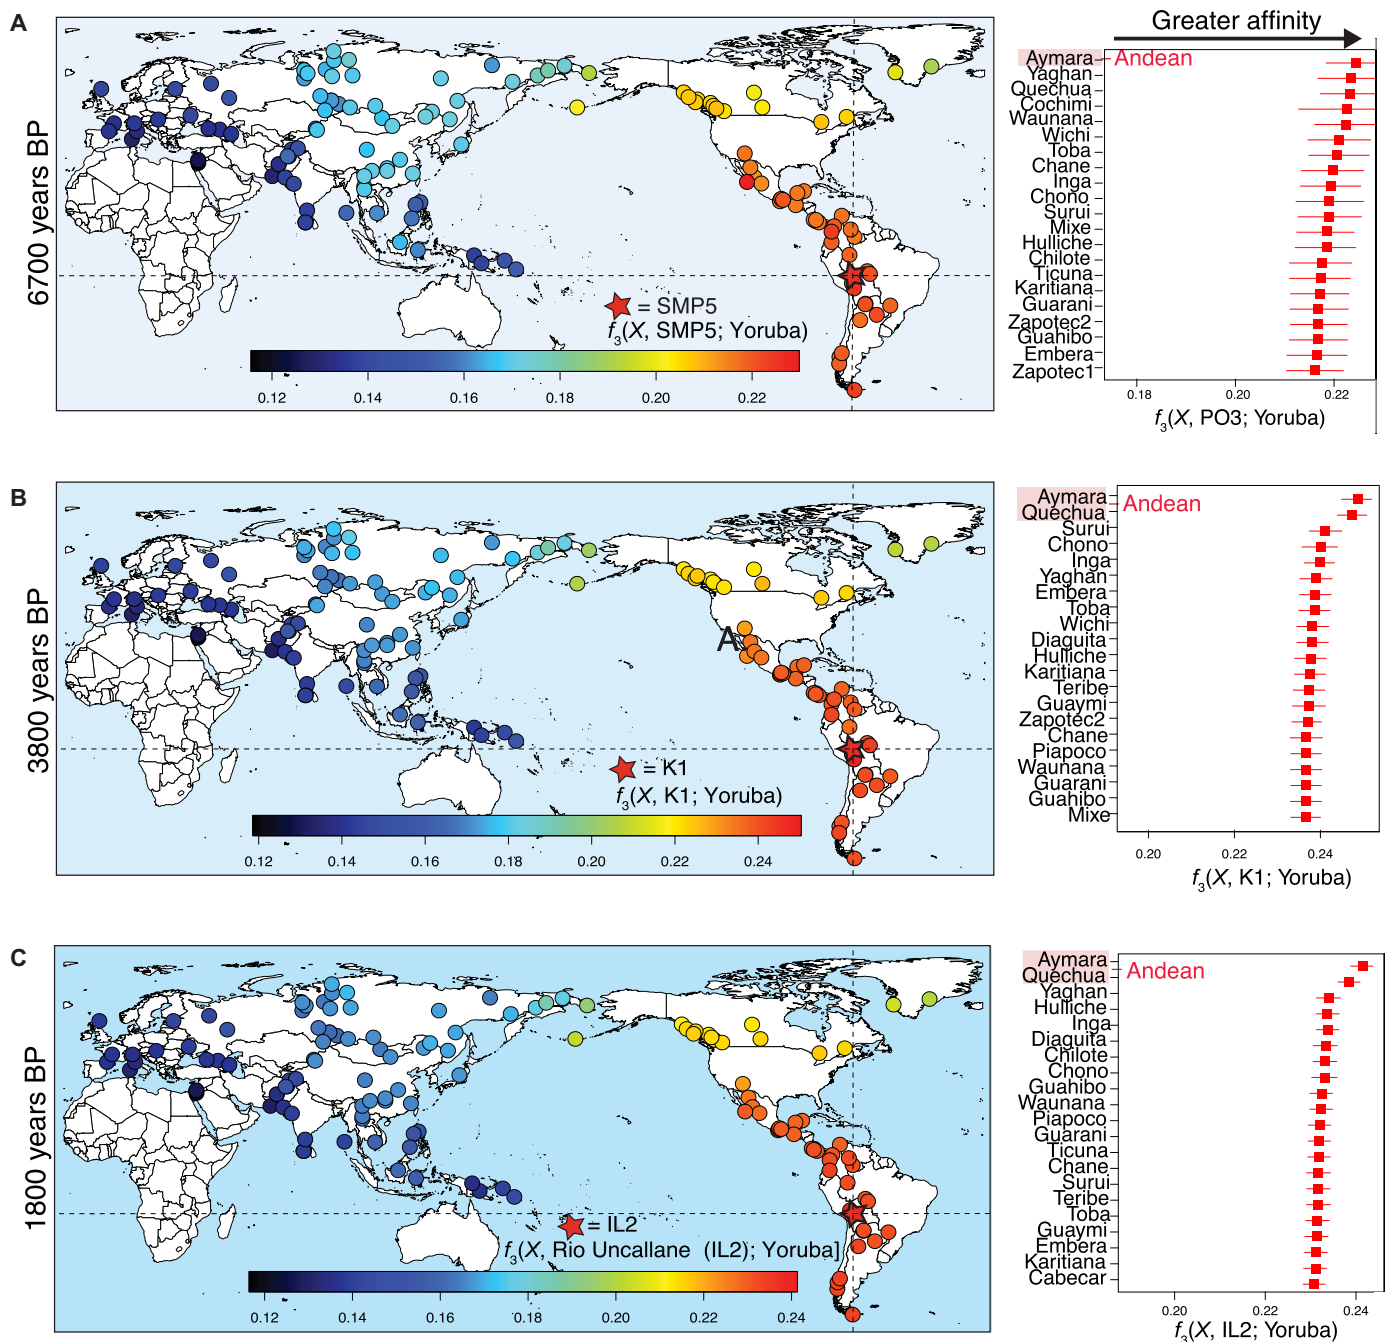 A
6700 years BP
= SMP5
f3(X, SMP5; Yoruba)
0.12 0.14 0.16 0.18 0.20 0.22
Greater affinity
Aymara
Andean
Yaghan
Quechua
Cochimi
Waunana
Wichi
Toba
Chane
Inga
Chono
Surui
Mixe
Hulliche
Chilote
Ticuna
Karitiana
Guarani
Zapotec2
Guahibo
Embera
Zapotec1
0.18 0.20 0.22
f3(X, PO3; Yoruba)
B
3800 years BP
A
= K1
f3(X, K1; Yoruba)
0.12 0.14 0.16 0.18 0.20 0.22 0.24
Aymara
Quechua
Andean
Surui
Chono
Inga
Yaghan
Embera
Toba
Wichi
Diaguita
Hulliche
Karitiana
Teribe
Guaymi
Zapotec2
Chane
Piapoco
Waunana
Guarani
Guahibo
Mixe
0.20 0.22 0.24
f3(X, K1; Yoruba)
C
1800 years BP
= IL2
f3(X, Rio Uncallane (IL2); Yoruba]
0.12 0.14 0.16 0.18 0.20 0.22 0.24
Aymara
Quechua
Andean
Yaghan
Hulliche
Inga
Diaguita
Chilote
Chono
Guahibo
Waunana
Piapoco
Guarani
Ticuna
Chane
Surui
Teribe
Toba
Guaymi
Embera
Karitiana
Cabecar
0.20 0.22 0.24
f3(X, IL2; Yoruba)